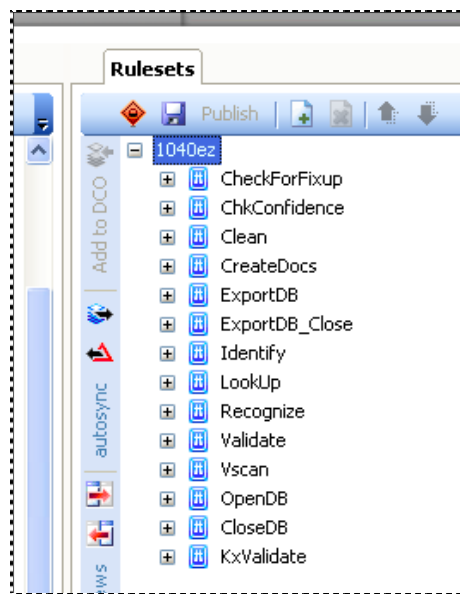 Rulesets
Publish
1040ez
CheckForFixup
ChkConfidence
Clean
CreateDocs
ExportDB
ExportDB_Close
Identify
LookUp
Recognize
Validate
Vscan
OpenDB
CloseDB
KxValidate
Add to DCO
autosync